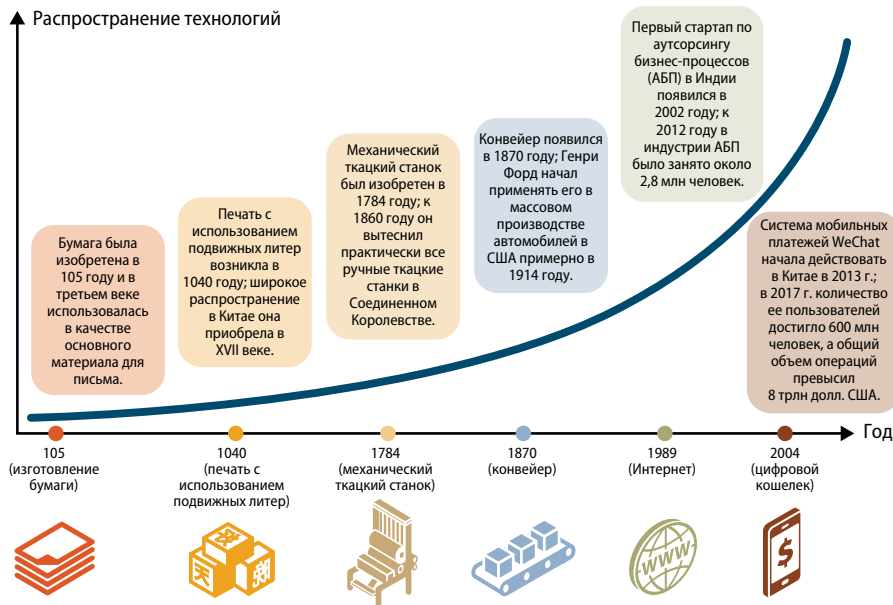 Распространение технологий
Бумага была
изобретена в
105 году и в
третьем веке
использовалась
в качестве
основного
материала для
письма.
Печать с
использованием
подвижных литер
возникла в
1040 году; широкое
распространение
в Китае она
приобрела в
XVII веке.
Механический
ткацкий станок
был изобретен в
1784 году; к
1860 году он
вытеснил
практически все
ручные ткацкие
станки в
Соединенном
Королевстве.
Конвейер появился
в 1870 году; Генри
Форд начал
применять его в
массовом
производстве
автомобилей в
США примерно в
1914 году.
Первый стартап по
аутсорсингу
бизнес-процессов
(АБП) в Индии
появился в
2002 году; к
2012 году в
индустрии АБП
было занято около
2,8 млн человек.
Система мобильных
платежей WeChat
начала действовать
в Китае в 2013 г.;
в 2017 г. количество
ее пользователей
достигло 600 млн
человек, а общий
объем операций
превысил
8 трлн долл. США.
Год
105
(изготовление
бумаги)
1040
(печать с
использованием
подвижных литер)
1784
(механический
ткацкий станок)
1870
(конвейер)
1989
(Интернет)
2004
(цифровой
кошелек)
天
WWW
$